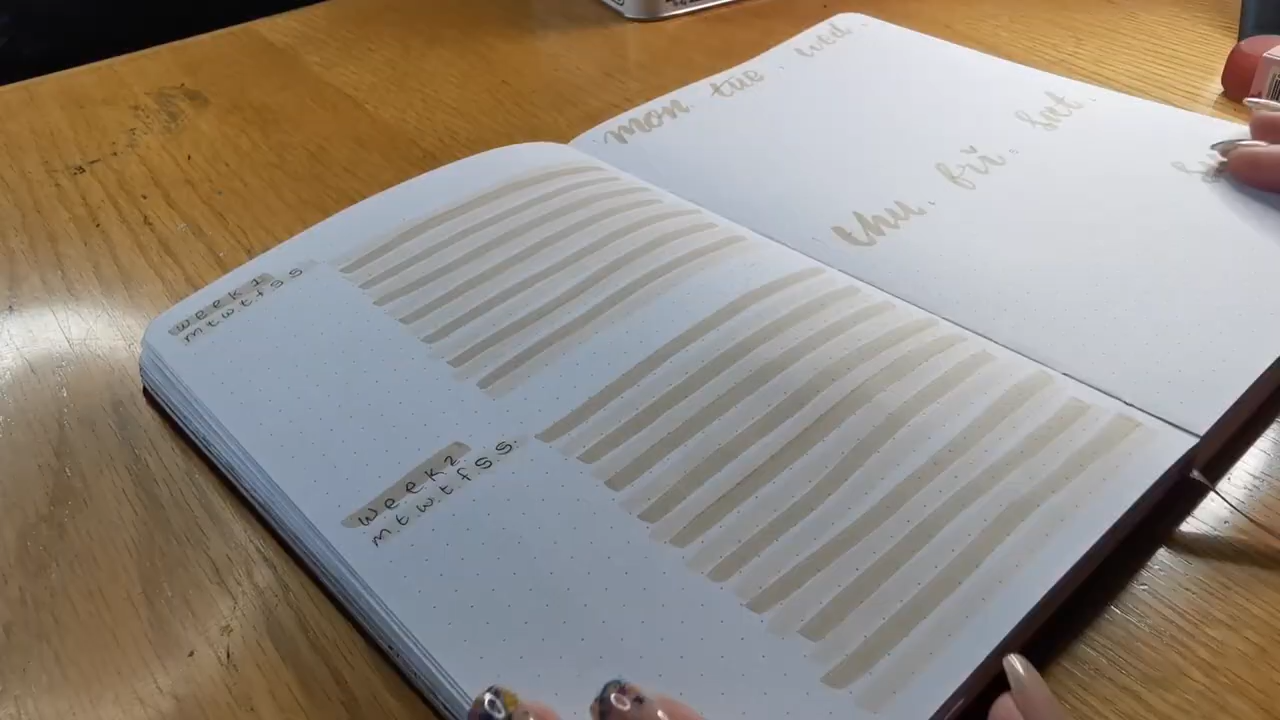 week 1
m t w t f s s
week 2
m t w t f s s.
mon. tue. wed.
thu. fri. sat.